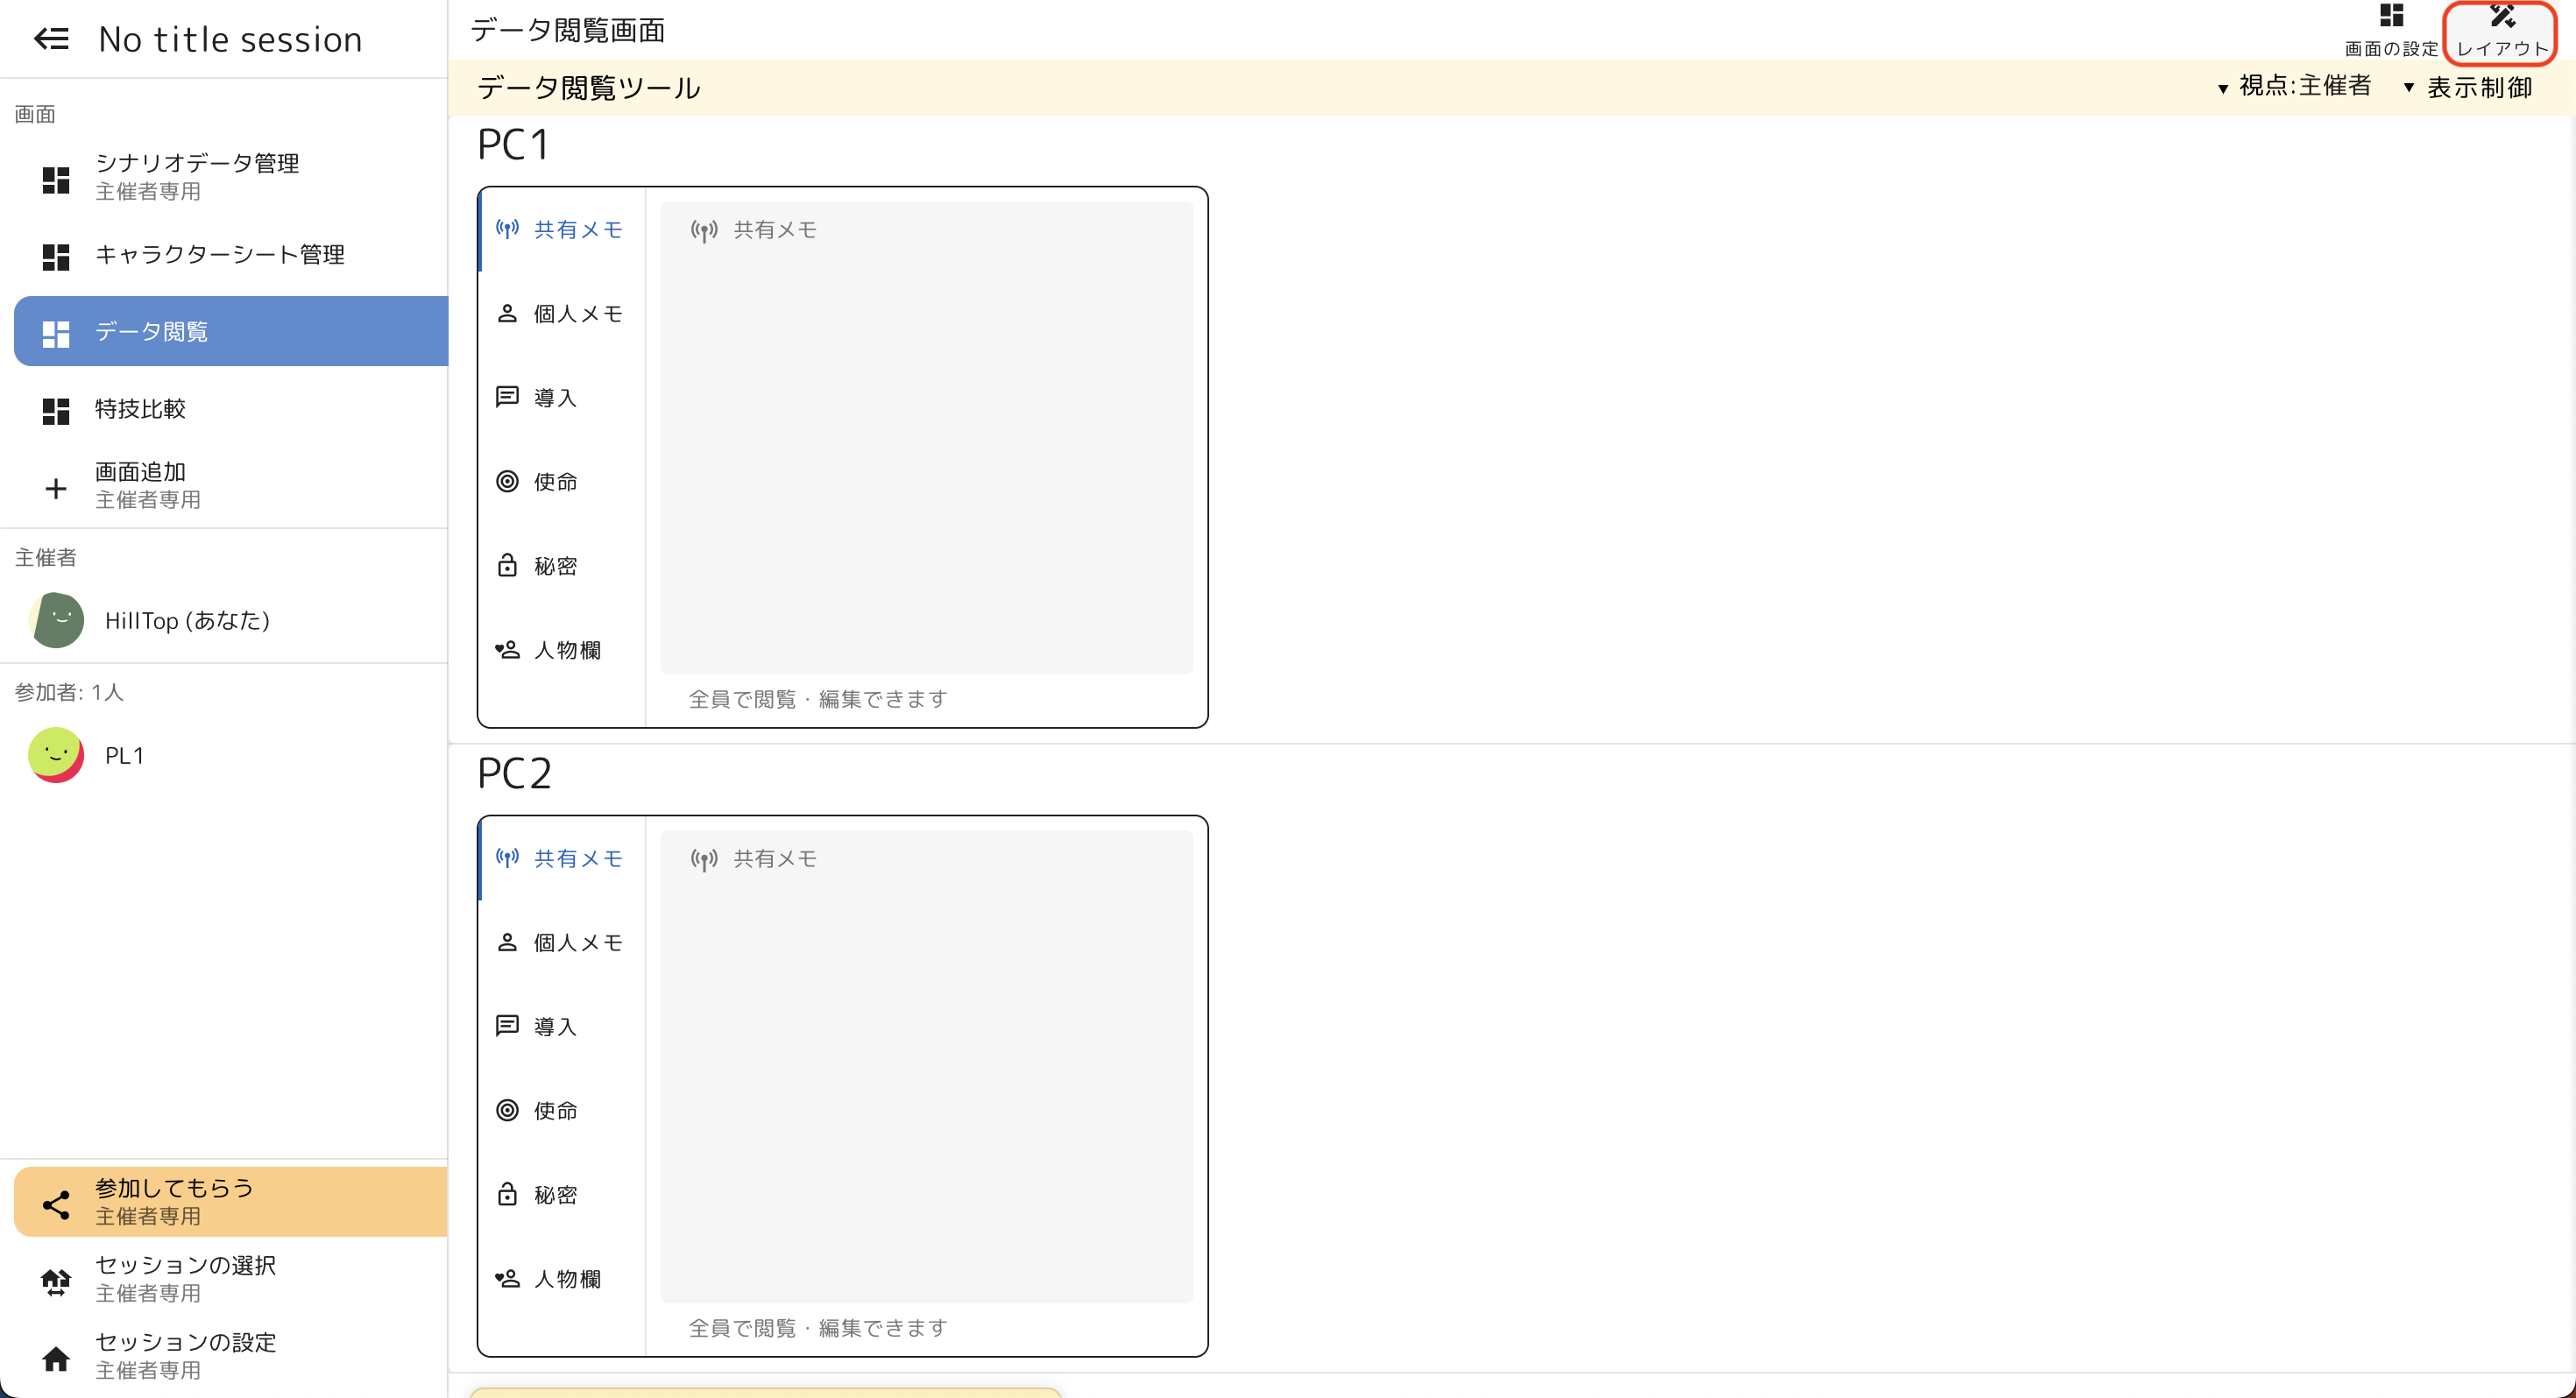 No title session
画面
シナリオデータ管理
主催者専用
キャラクターシート管理
データ閲覧
特技比較
画面追加
主催者専用
主催者
HillTop (あなた)
参加者: 1人
PL1
参加してもらう
主催者専用
セッションの選択
主催者専用
セッションの設定
主催者専用
データ閲覧画面
画面の設定
レイアウト
データ閲覧ツール
▼ 視点:主催者
▼ 表示制御
PC1
共有メモ
個人メモ
導入
使命
秘密
人物欄
共有メモ
全員で閲覧・編集できます
PC2
共有メモ
個人メモ
導入
使命
秘密
人物欄
共有メモ
全員で閲覧・編集できます